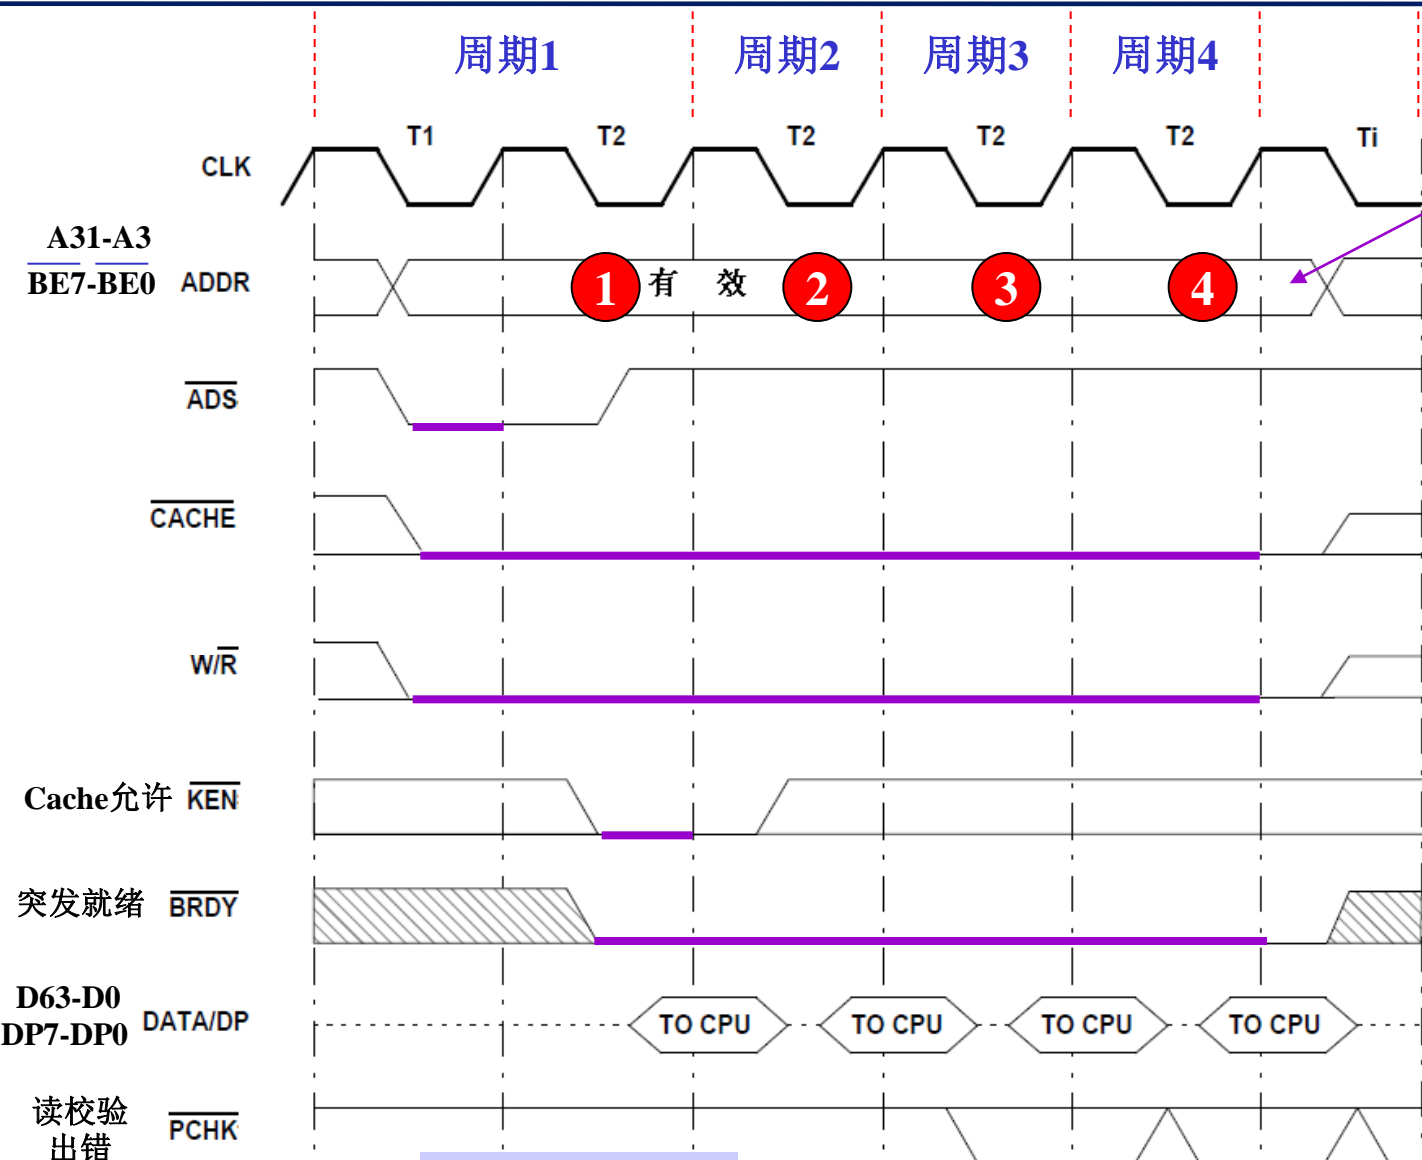 周期1 周期2 周期3 周期4
T1 T2 T2 T2 T2 Ti
CLK
A31-A3
BE7-BE0 ADDR 1 有 效 2 3 4
ADS
CACHE
W/R
Cache允许 KEN
突发就绪 BRDY
D63-D0
DP7-DP0 DATA/DP TO CPU TO CPU TO CPU TO CPU
读校验
出错 PCHK